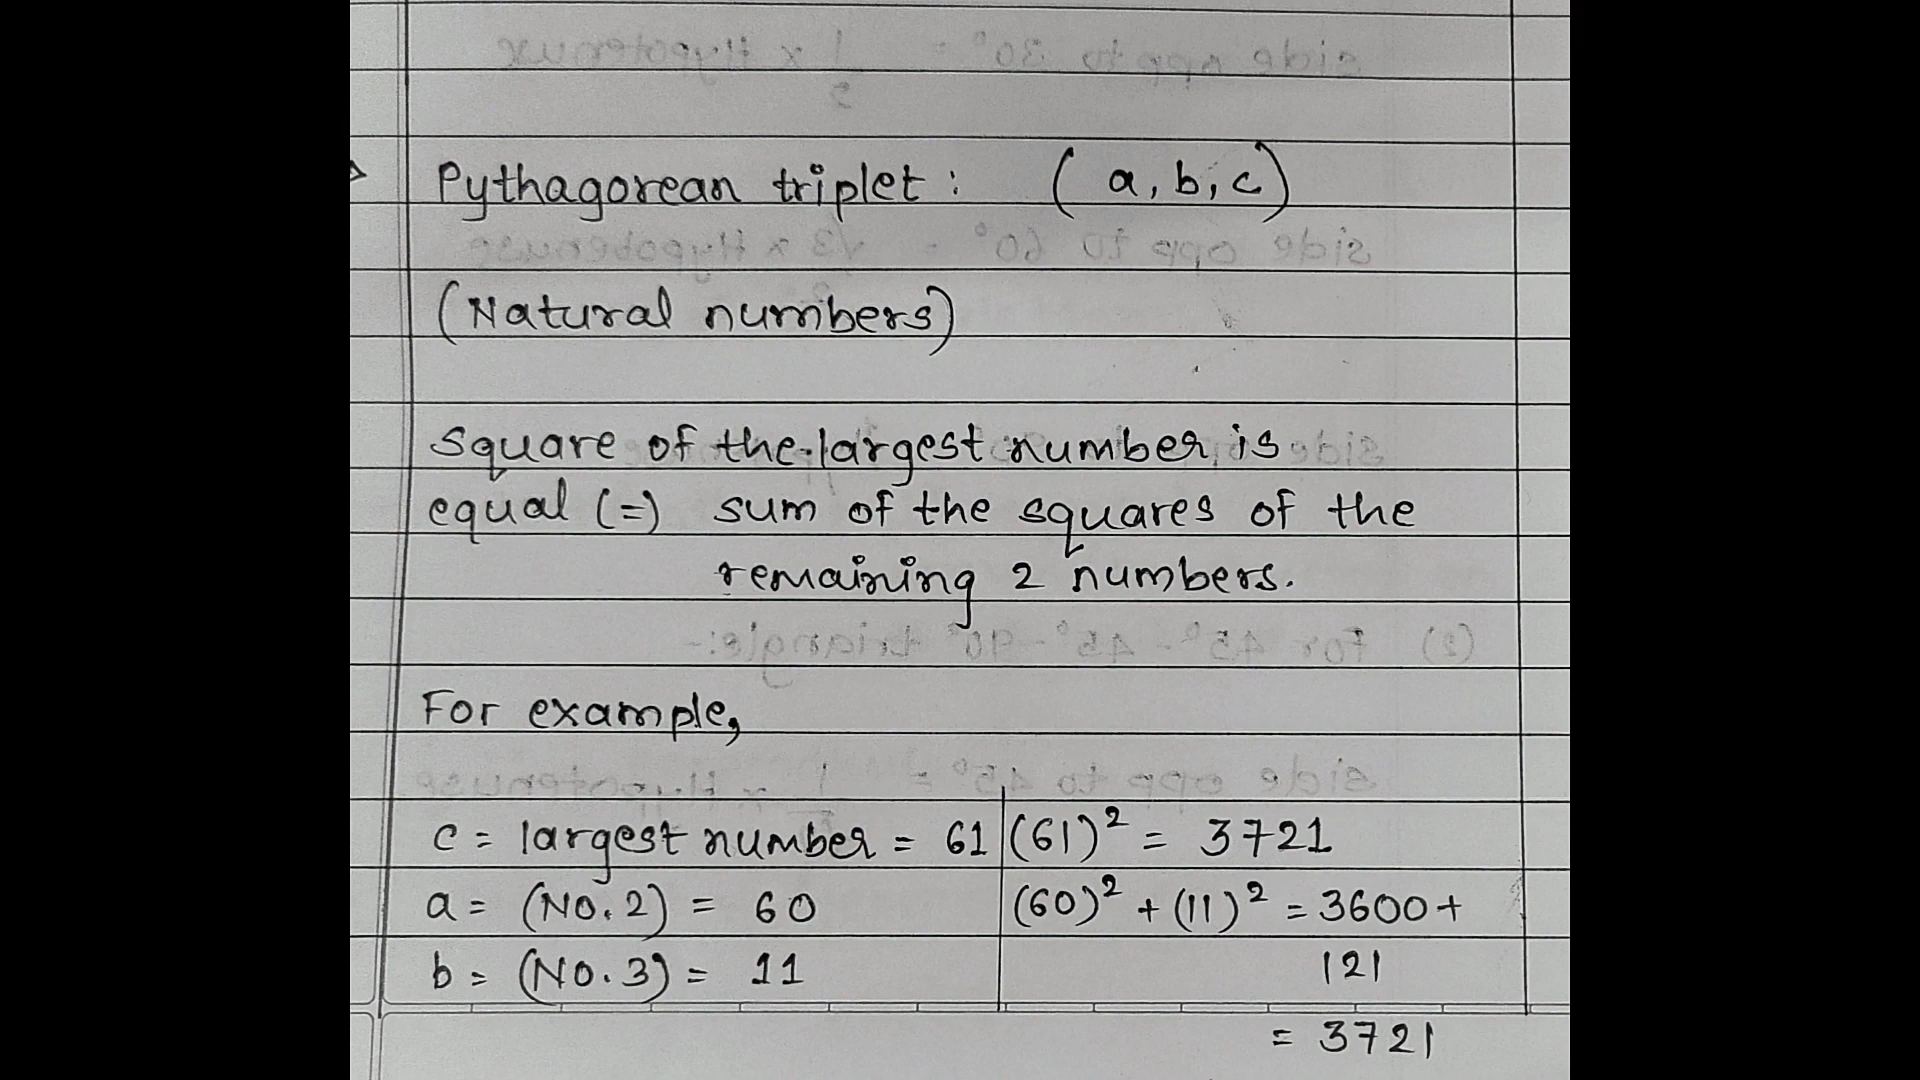 Pythagorean triplet : (a, b, c)
(Natural numbers)
square of the largest number is
equal (=) sum of the squares of the
remaining 2 numbers.
For example,
c = largest number = 61 (61)² = 3721
a = (No. 2) = 60 (60)² + (11)² = 3600 +
b = (No. 3) = 11 121
= 3721